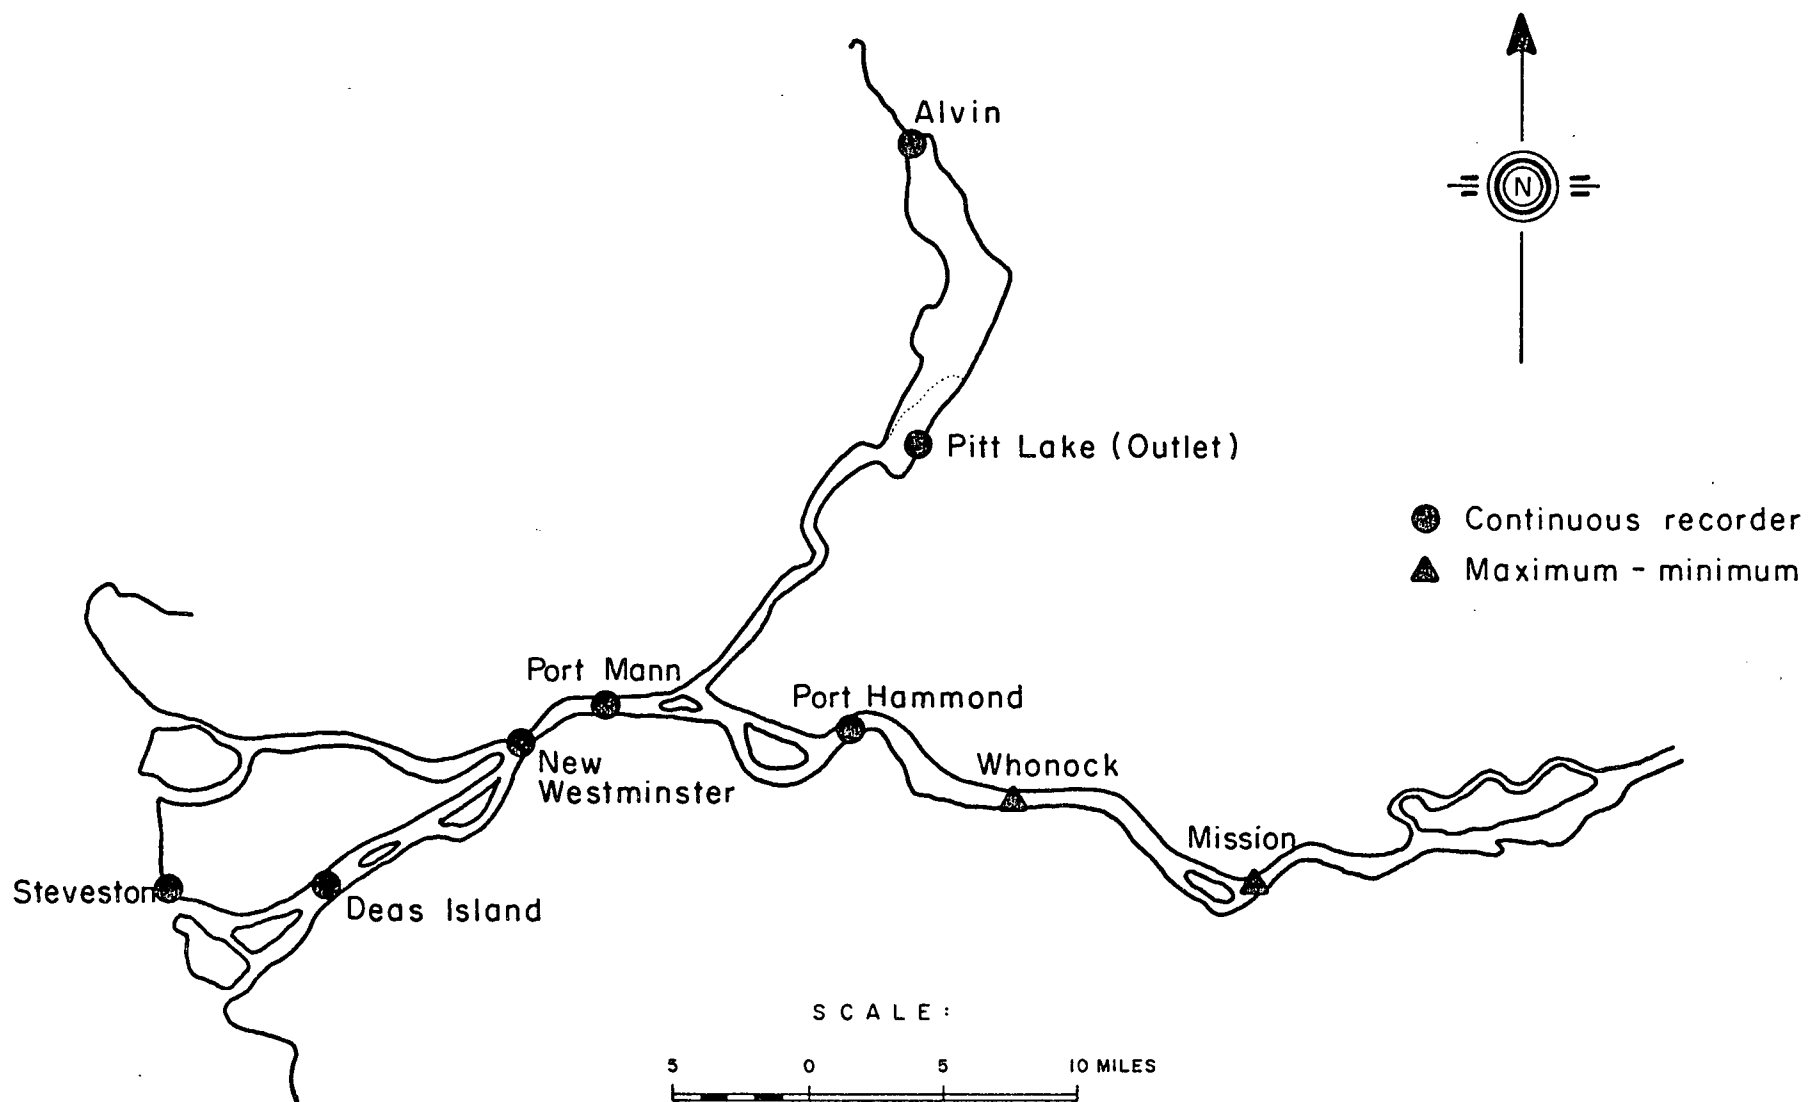 Alvin
N
Pitt Lake (Outlet)
Continuous recorder
Maximum - minimum
Port Mann
Port Hammond
New
Westminster
Whonock
Mission
Steveston
Deas Island
SCALE:
5 0 5 10 MILES